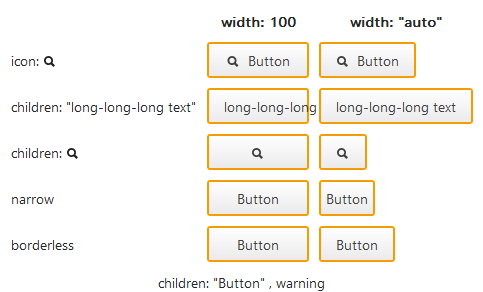 width: 100 width: "auto"
icon: Button Button
children: "long-long-long text" long-long-long long-long-long text
children:
narrow Button Button
borderless Button Button
children: "Button" , warning